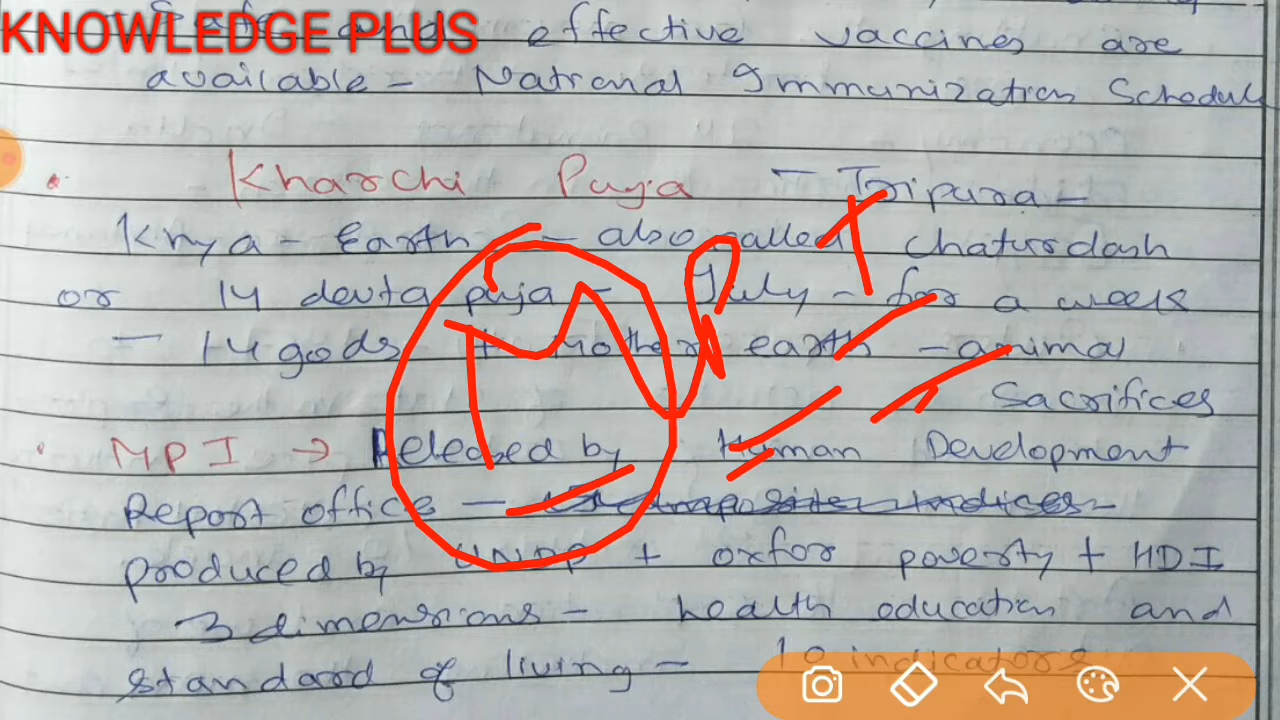 KNOWLEDGE PLUS
and effective vaccines are
available - National Immunization Schedule
Kharchi Puja - Tripura -
Krya - Earth - also called chaturdash
or 14 devta puja - July - for a week
- 14 gods + Mother earth - animal
Sacrifices
MPI → Released by Human Development
Report office -
produced by UNDP + oxfor poverty + HDI
3 dimensions - health education and
standard of living - 10 indicators